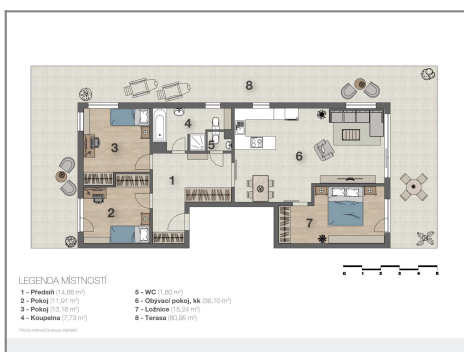 8
4
3
5
6
1
2
7
0 1 2 3 4 5
LEGENDA MÍSTNOSTÍ
1 - Předsíň (14,88 m²)
2 - Pokoj (11,91 m²)
3 - Pokoj (13,16 m²)
4 - Koupelna (7,73 m²)
5 - WC (1,60 m²)
6 - Obývací pokoj, kk (38,10 m²)
7 - Ložnice (15,24 m²)
8 - Terasa (80,95 m²)